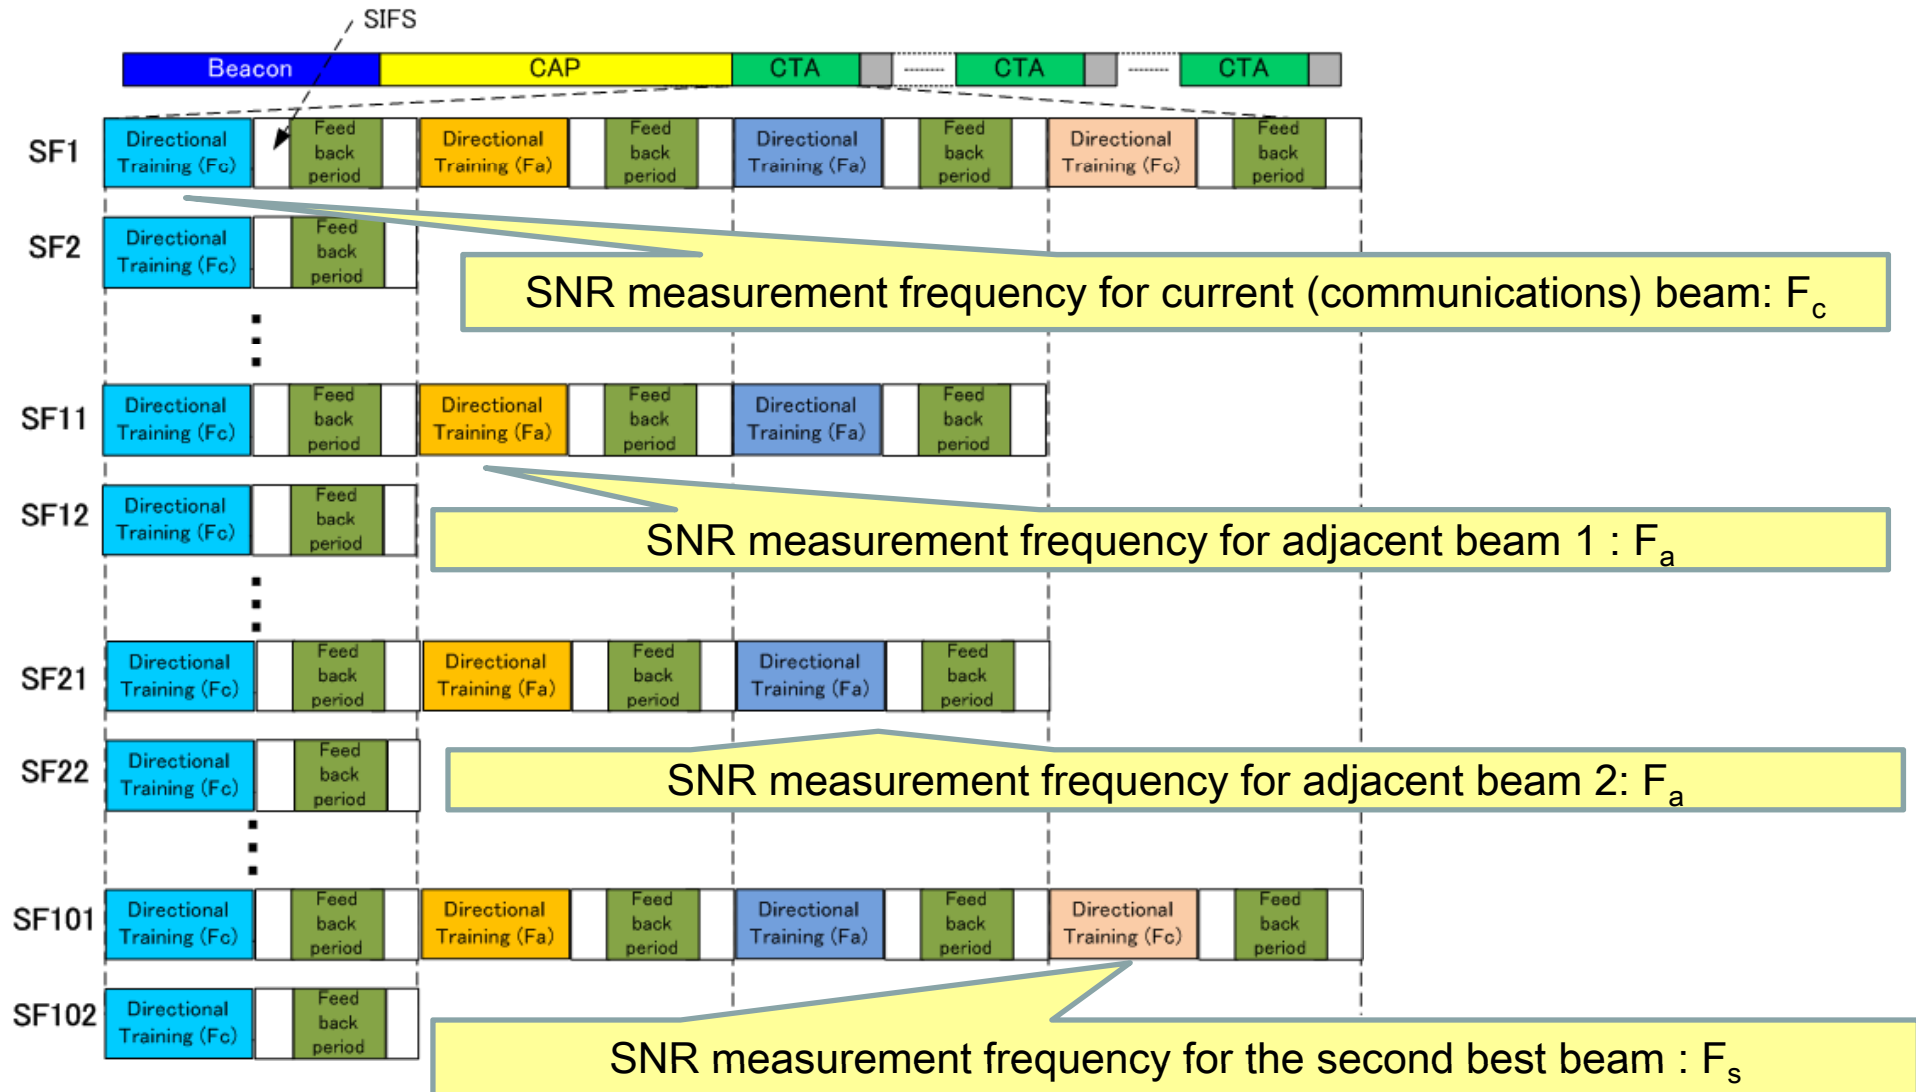 SIFS
Beacon CAP CTA CTA CTA
SF1
Directional
Training (Fc)
Feed
back
period
Directional
Training (Fa)
Feed
back
period
Directional
Training (Fa)
Feed
back
period
Directional
Training (Fc)
Feed
back
period
SF2
Directional
Training (Fc)
Feed
back
period
SNR measurement frequency for current (communications) beam: Fc
SF11
Directional
Training (Fc)
Feed
back
period
Directional
Training (Fa)
Feed
back
period
Directional
Training (Fa)
Feed
back
period
SF12
Directional
Training (Fc)
Feed
back
period
SNR measurement frequency for adjacent beam 1 : Fa
SF21
Directional
Training (Fc)
Feed
back
period
Directional
Training (Fa)
Feed
back
period
Directional
Training (Fa)
Feed
back
period
SF22
Directional
Training (Fc)
Feed
back
period
SNR measurement frequency for adjacent beam 2: Fa
SF101
Directional
Training (Fc)
Feed
back
period
Directional
Training (Fa)
Feed
back
period
Directional
Training (Fa)
Feed
back
period
Directional
Training (Fc)
Feed
back
period
SF102
Directional
Training (Fc)
Feed
back
period
SNR measurement frequency for the second best beam : Fs